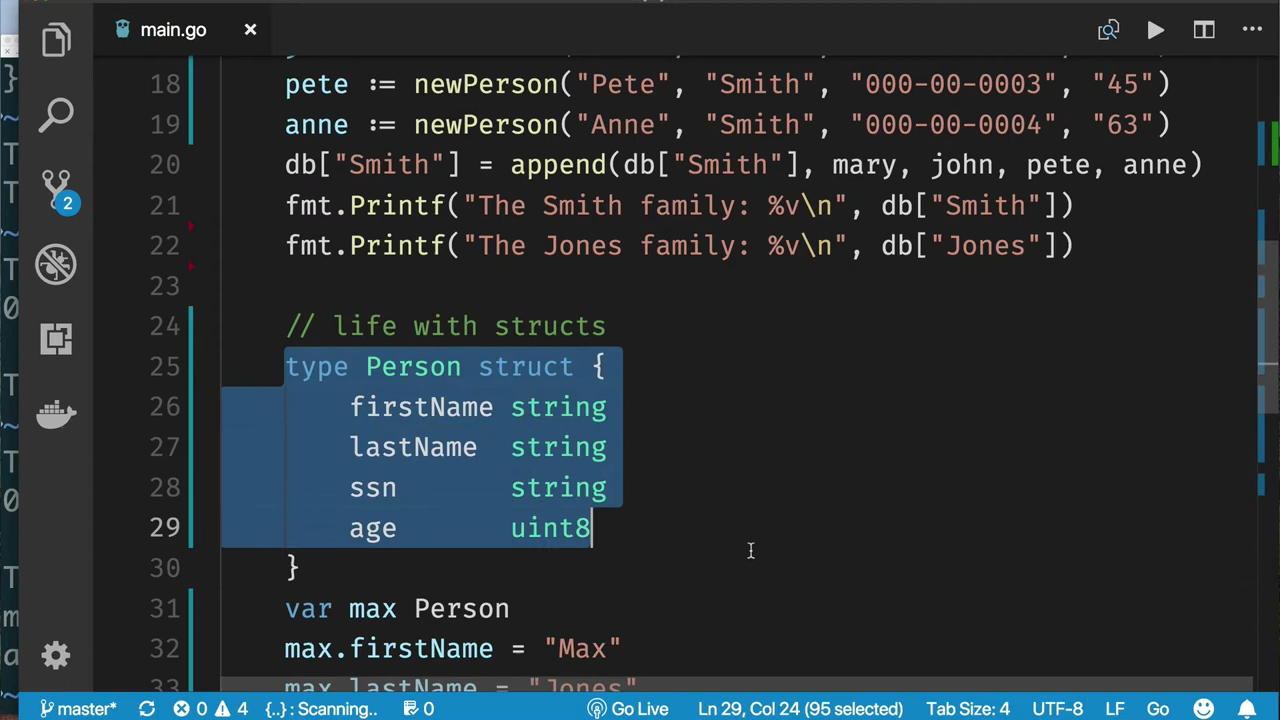 main.go
18 pete := newPerson("Pete", "Smith", "000-00-0003", "45")
19 anne := newPerson("Anne", "Smith", "000-00-0004", "63")
20 db["Smith"] = append(db["Smith"], mary, john, pete, anne)
21 fmt.Printf("The Smith family: %v\n", db["Smith"])
22 fmt.Printf("The Jones family: %v\n", db["Jones"])
23
24 // life with structs
25 type Person struct {
26 firstName string
27 lastName string
28 ssn string
29 age uint8
30 }
31 var max Person
32 max.firstName = "Max"
33 max.lastName = "Jones"
2
master* 0 4 {..} : Scanning.. 0 Go Live Ln 29, Col 24 (95 selected) Tab Size: 4 UTF-8 LF Go